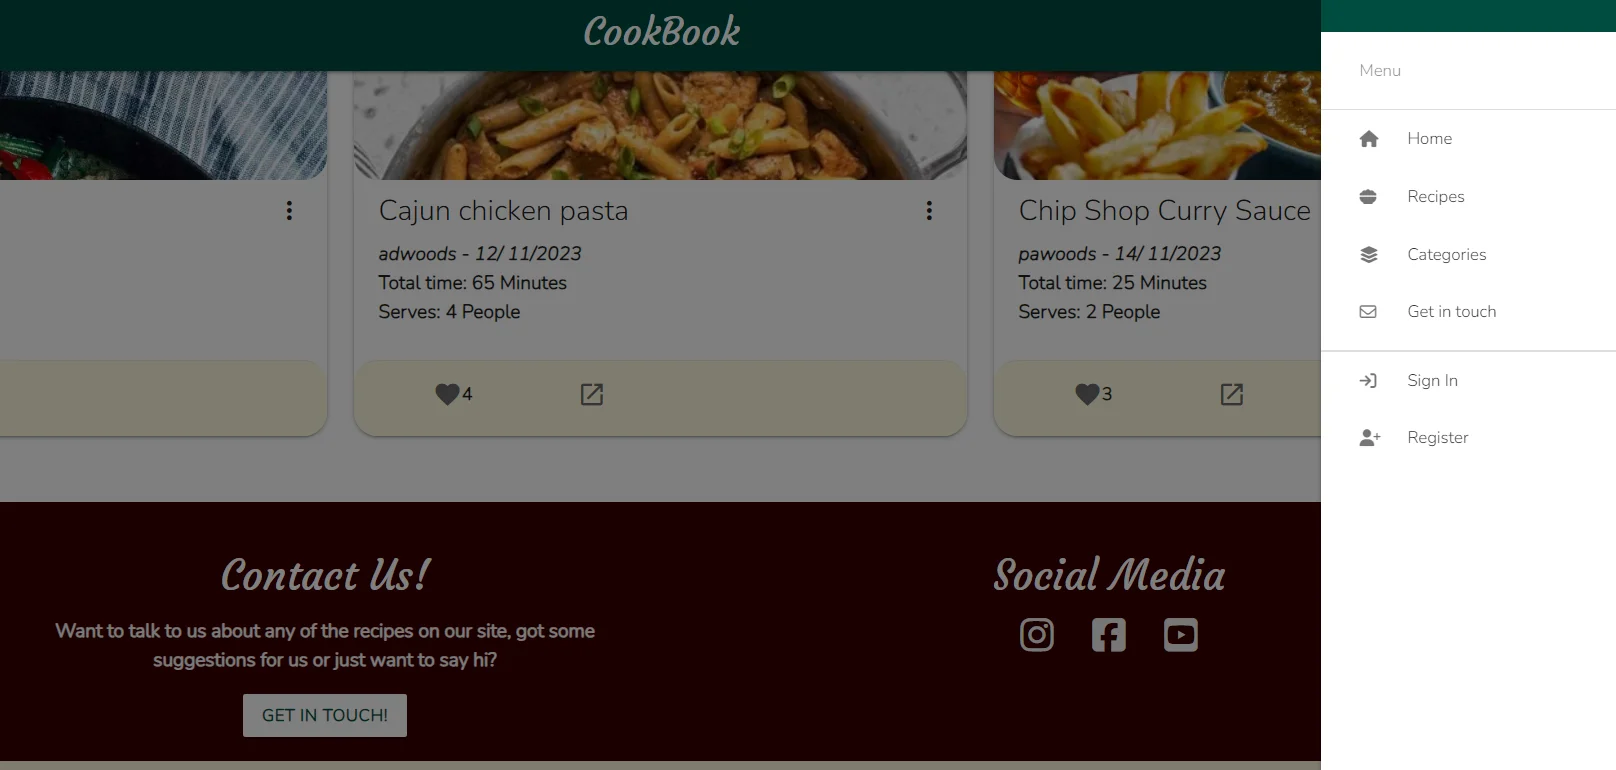 CookBook
Cajun chicken pasta
adwoods - 12/ 11/2023
Total time: 65 Minutes
Serves: 4 People
4
Chip Shop Curry Sauce
pawoods - 14/ 11/2023
Total time: 25 Minutes
Serves: 2 People
3
Contact Us!
Want to talk to us about any of the recipes on our site, got some
suggestions for us or just want to say hi?
GET IN TOUCH!
Social Media
Menu
Home
Recipes
Categories
Get in touch
Sign In
Register